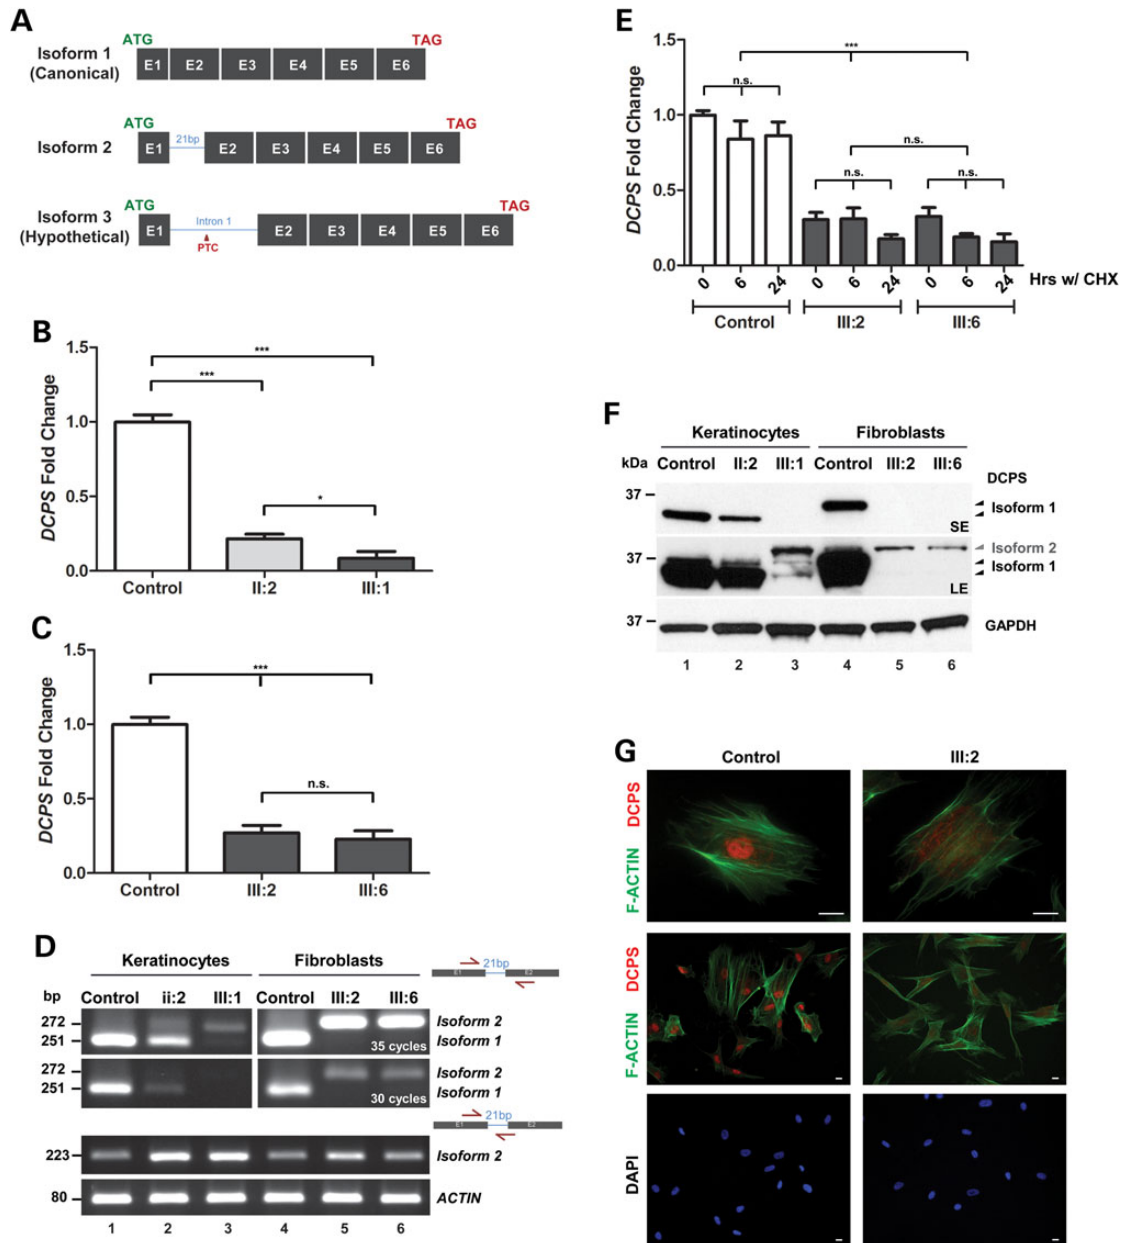 A
ATG
TAG
Isoform 1
(Canonical)
E1 E2 E3 E4 E5 E6
ATG
TAG
Isoform 2
E1 21bp E2 E3 E4 E5 E6
ATG
TAG
Isoform 3
(Hypothetical)
E1 Intron 1 E2 E3 E4 E5 E6
PTC
B
DCPS Fold Change
1.5
1.0
0.5
0.0
***
***
*
Control II:2 III:1
C
DCPS Fold Change
1.5
1.0
0.5
0.0
***
n.s.
Control III:2 III:6
D
Keratinocytes Fibroblasts
bp Control ii:2 III:1 Control III:2 III:6
E1 21bp E2
272 Isoform 2
251 Isoform 1
35 cycles
272 Isoform 2
251 Isoform 1
30 cycles
E1 21bp E2
223 Isoform 2
80 ACTIN
1 2 3 4 5 6
E
DCPS Fold Change
1.5
1.0
0.5
0.0
***
n.s.
n.s.
n.s.
n.s.
0 6 24 0 6 24 0 6 24 Hrs w/ CHX
Control III:2 III:6
F
Keratinocytes Fibroblasts
kDa Control II:2 III:1 Control III:2 III:6 DCPS
37 Isoform 1
SE
37 Isoform 2
Isoform 1
LE
37 GAPDH
1 2 3 4 5 6
G
Control III:2
F-ACTIN DCPS
F-ACTIN DCPS
DAPI